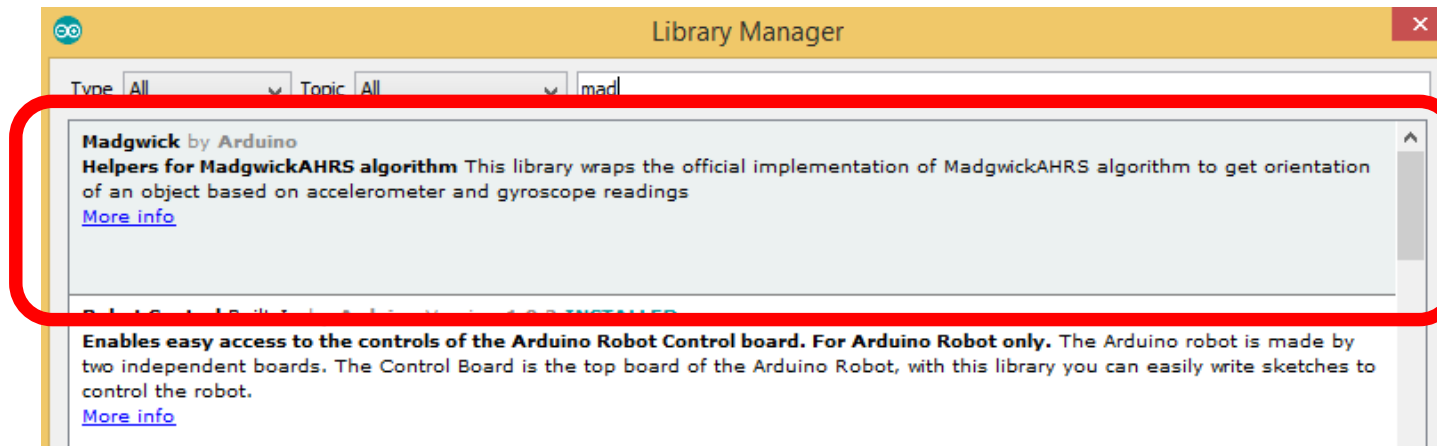 Library Manager
Type All Topic All mad
Madgwick by Arduino
Helpers for MadgwickAHRS algorithm This library wraps the official implementation of MadgwickAHRS algorithm to get orientation
of an object based on accelerometer and gyroscope readings
More info
Enables easy access to the controls of the Arduino Robot Control board. For Arduino Robot only. The Arduino robot is made by
two independent boards. The Control Board is the top board of the Arduino Robot, with this library you can easily write sketches to
control the robot.
More info